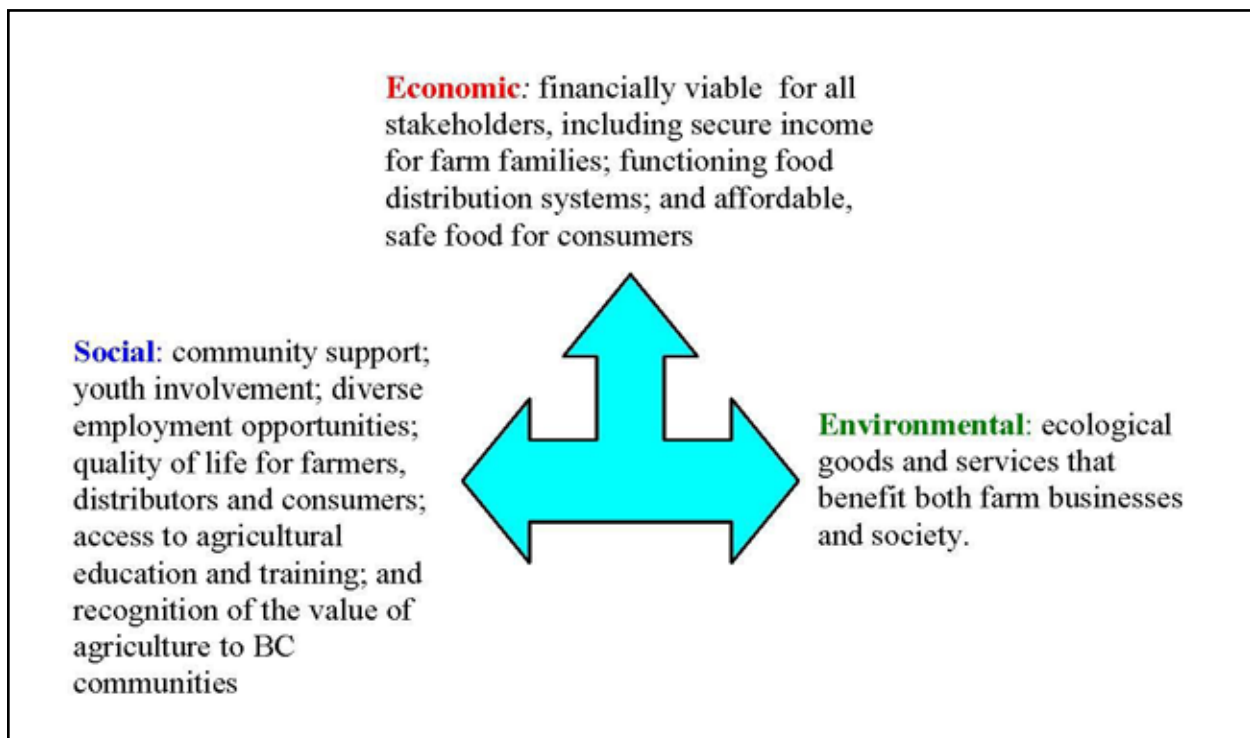 Economic: financially viable for all
stakeholders, including secure income
for farm families; functioning food
distribution systems; and affordable,
safe food for consumers
Social: community support;
youth involvement; diverse
employment opportunities;
quality of life for farmers,
distributors and consumers;
access to agricultural
education and training; and
recognition of the value of
agriculture to BC
communities
Environmental: ecological
goods and services that
benefit both farm businesses
and society.